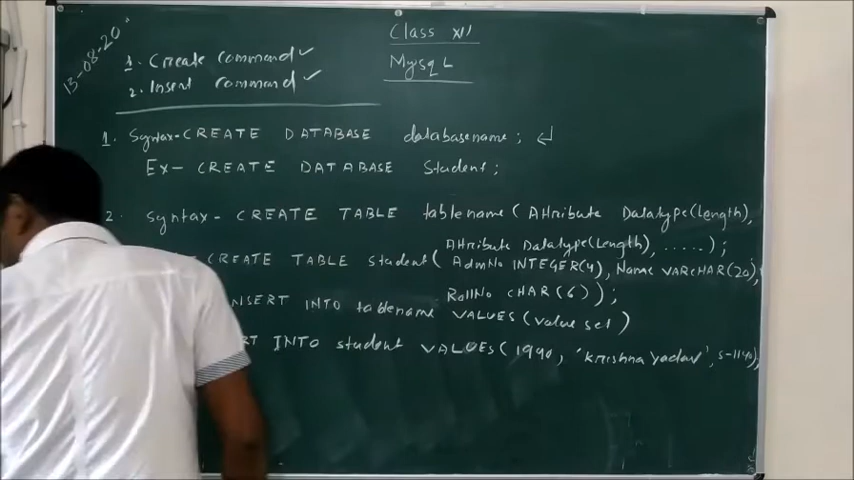 13-08-20
Class XII
MysqL
1. Create command ✓
2. Insert command ✓
1. Syntax-CREATE DATABASE databasename; ↵
Ex- CREATE DATABASE Student;
2. Syntax- CREATE TABLE tablename(Attribute Datatype(Length),
Attribute Datatype(Length), .....);
CREATE TABLE student(AdmNo INTEGER(4), Name VARCHAR(20),
RollNo CHAR(6));
INSERT INTO tablename VALUES(value set)
RT INTO student VALUES(1990, 'Krishna Yadav',